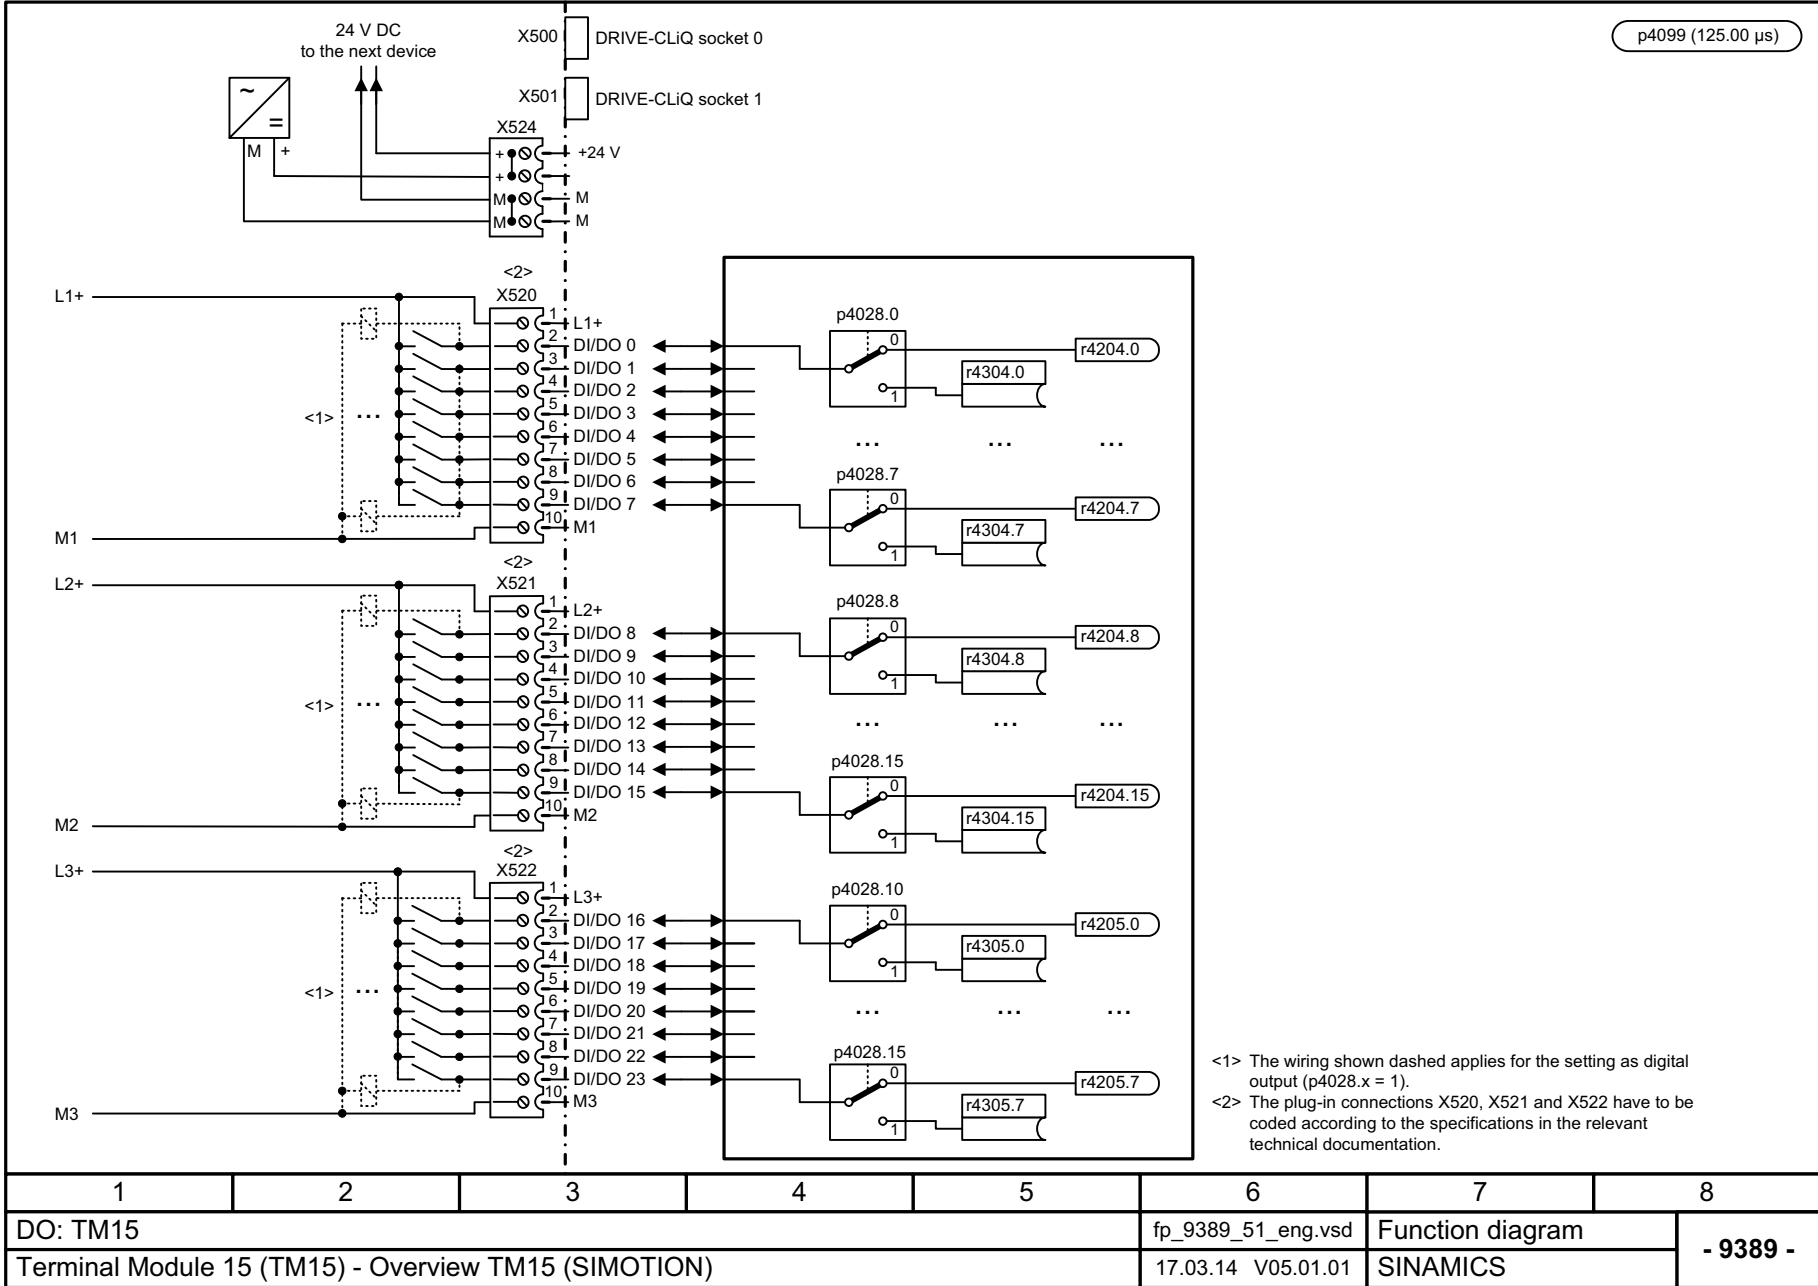 24 V DC
to the next device
X500
DRIVE-CLiQ socket 0
p4099 (125.00 µs)
X501
DRIVE-CLiQ socket 1
~
=
M +
X524
+
+
M
M
+24 V
M
M
<2>
X520
L1+
1 L1+
2 DI/DO 0
3 DI/DO 1
4 DI/DO 2
5 DI/DO 3
6 DI/DO 4
7 DI/DO 5
8 DI/DO 6
9 DI/DO 7
10 M1
<1> ...
M1
p4028.0
0
1
r4204.0
r4304.0
... ... ...
p4028.7
0
1
r4204.7
r4304.7
<2>
X521
L2+
1 L2+
2 DI/DO 8
3 DI/DO 9
4 DI/DO 10
5 DI/DO 11
6 DI/DO 12
7 DI/DO 13
8 DI/DO 14
9 DI/DO 15
10 M2
<1> ...
M2
p4028.8
0
1
r4204.8
r4304.8
... ... ...
p4028.15
0
1
r4204.15
r4304.15
<2>
X522
L3+
1 L3+
2 DI/DO 16
3 DI/DO 17
4 DI/DO 18
5 DI/DO 19
6 DI/DO 20
7 DI/DO 21
8 DI/DO 22
9 DI/DO 23
10 M3
<1> ...
M3
p4028.10
0
1
r4205.0
r4305.0
... ... ...
p4028.15
0
1
r4205.7
r4305.7
<1> The wiring shown dashed applies for the setting as digital
output (p4028.x = 1).
<2> The plug-in connections X520, X521 and X522 have to be
coded according to the specifications in the relevant
technical documentation.
1 2 3 4 5 6 7 8
DO: TM15
fp_9389_51_eng.vsd
Function diagram
- 9389 -
Terminal Module 15 (TM15) - Overview TM15 (SIMOTION)
17.03.14 V05.01.01
SINAMICS